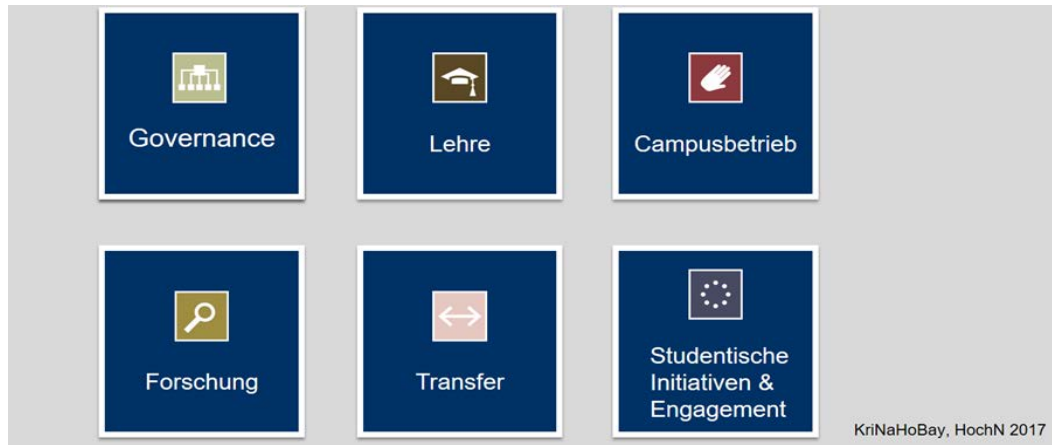 Governance
Lehre
Campusbetrieb
Forschung
Transfer
Studentische
Initiativen &
Engagement
KriNaHoBay, HochN 2017